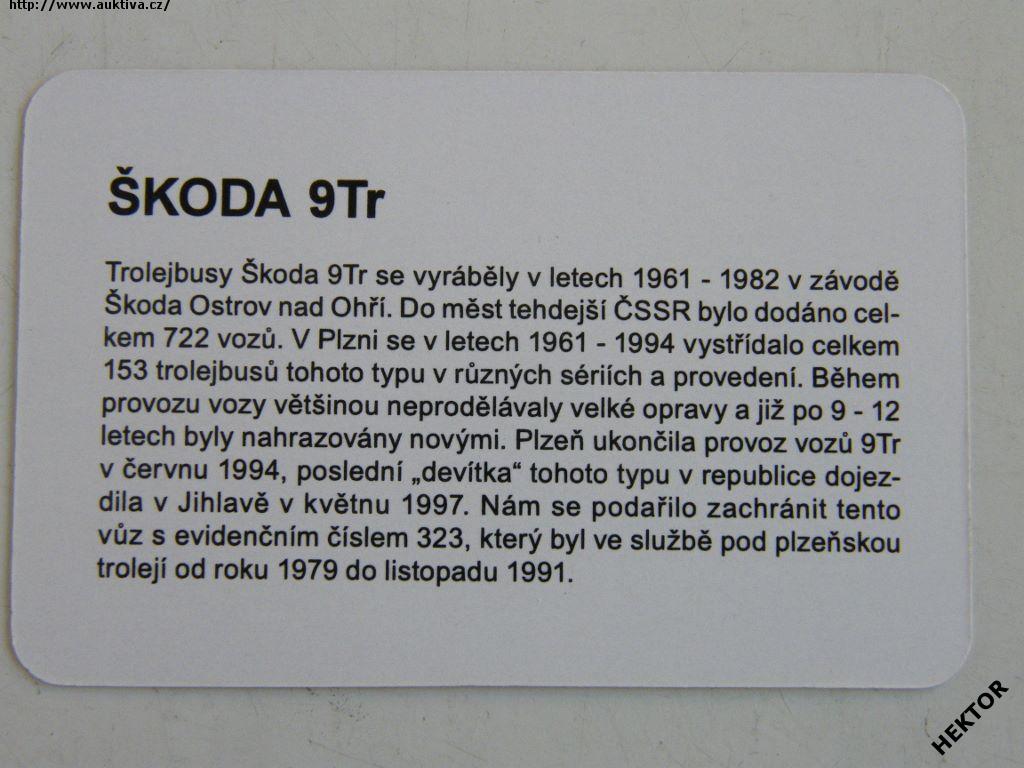 http://www.auktiva.cz/
ŠKODA 9Tr
Trolejbusy Škoda 9Tr se vyráběly v letech 1961 - 1982 v závodě
Škoda Ostrov nad Ohří. Do měst tehdejší ČSSR bylo dodáno cel-
kem 722 vozů. V Plzni se v letech 1961 - 1994 vystřídalo celkem
153 trolejbusů tohoto typu v různých sériích a provedení. Během
provozu vozy většinou neprodělávaly velké opravy a již po 9 - 12
letech byly nahrazovány novými. Plzeň ukončila provoz vozů 9Tr
v červnu 1994, poslední „devítka“ tohoto typu v republice dojez-
dila v Jihlavě v květnu 1997. Nám se podařilo zachránit tento
vůz s evidenčním číslem 323, který byl ve službě pod plzeňskou
trolejí od roku 1979 do listopadu 1991.
HEKTOR